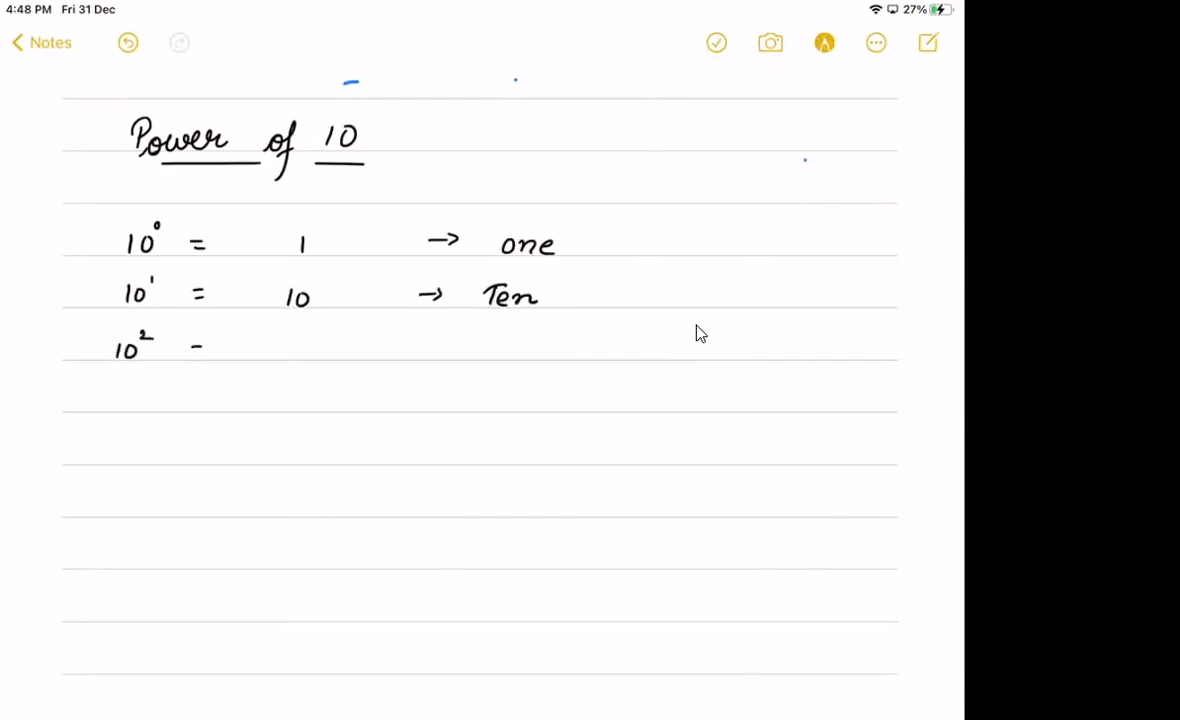 4:48 PM Fri 31 Dec 27%
Notes
Power of 10
10⁰ = 1 → one
10¹ = 10 → Ten
10² -